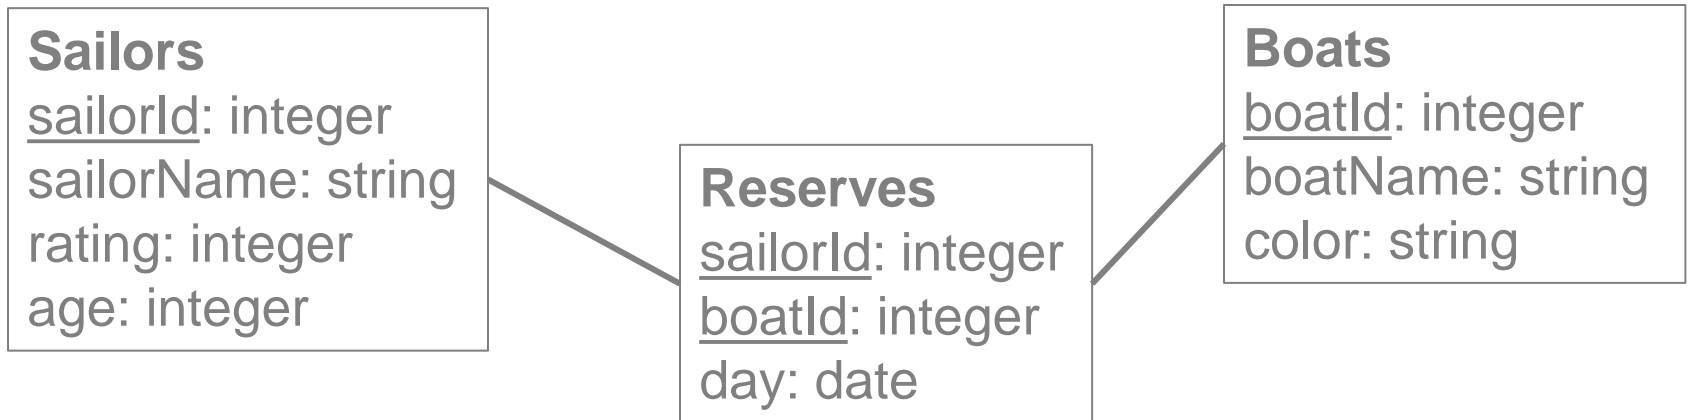 Sailors
sailorId: integer
sailorName: string
rating: integer
age: integer
Reserves
sailorId: integer
boatId: integer
day: date
Boats
boatId: integer
boatName: string
color: string